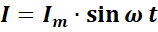 I = Iₘ · sin ω t